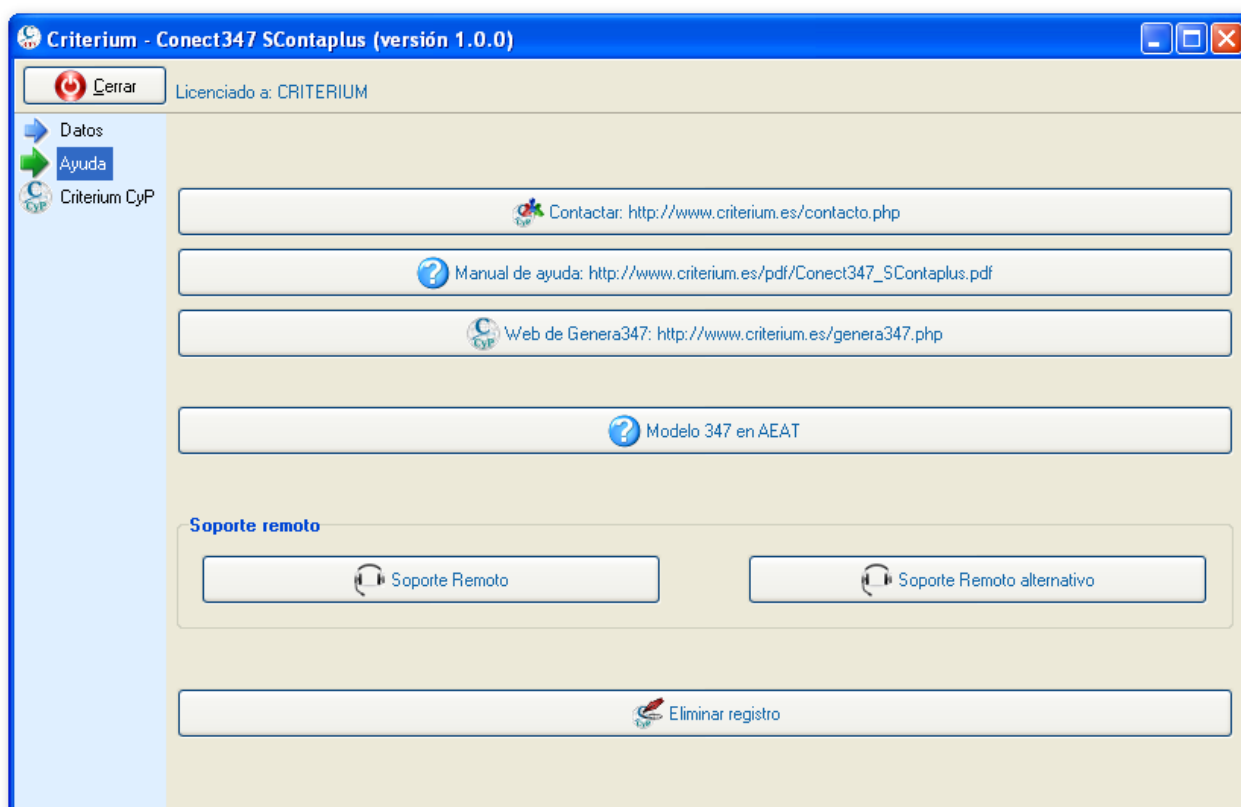 Criterium - Conect347 SContaplus (versión 1.0.0)
Cerrar
Licenciado a: CRITERIUM
Datos
Ayuda
Criterium CyP
Contactar: http://www.criterium.es/contacto.php
Manual de ayuda: http://www.criterium.es/pdf/Conect347_SContaplus.pdf
Web de Genera347: http://www.criterium.es/genera347.php
Modelo 347 en AEAT
Soporte remoto
Soporte Remoto
Soporte Remoto alternativo
Eliminar registro